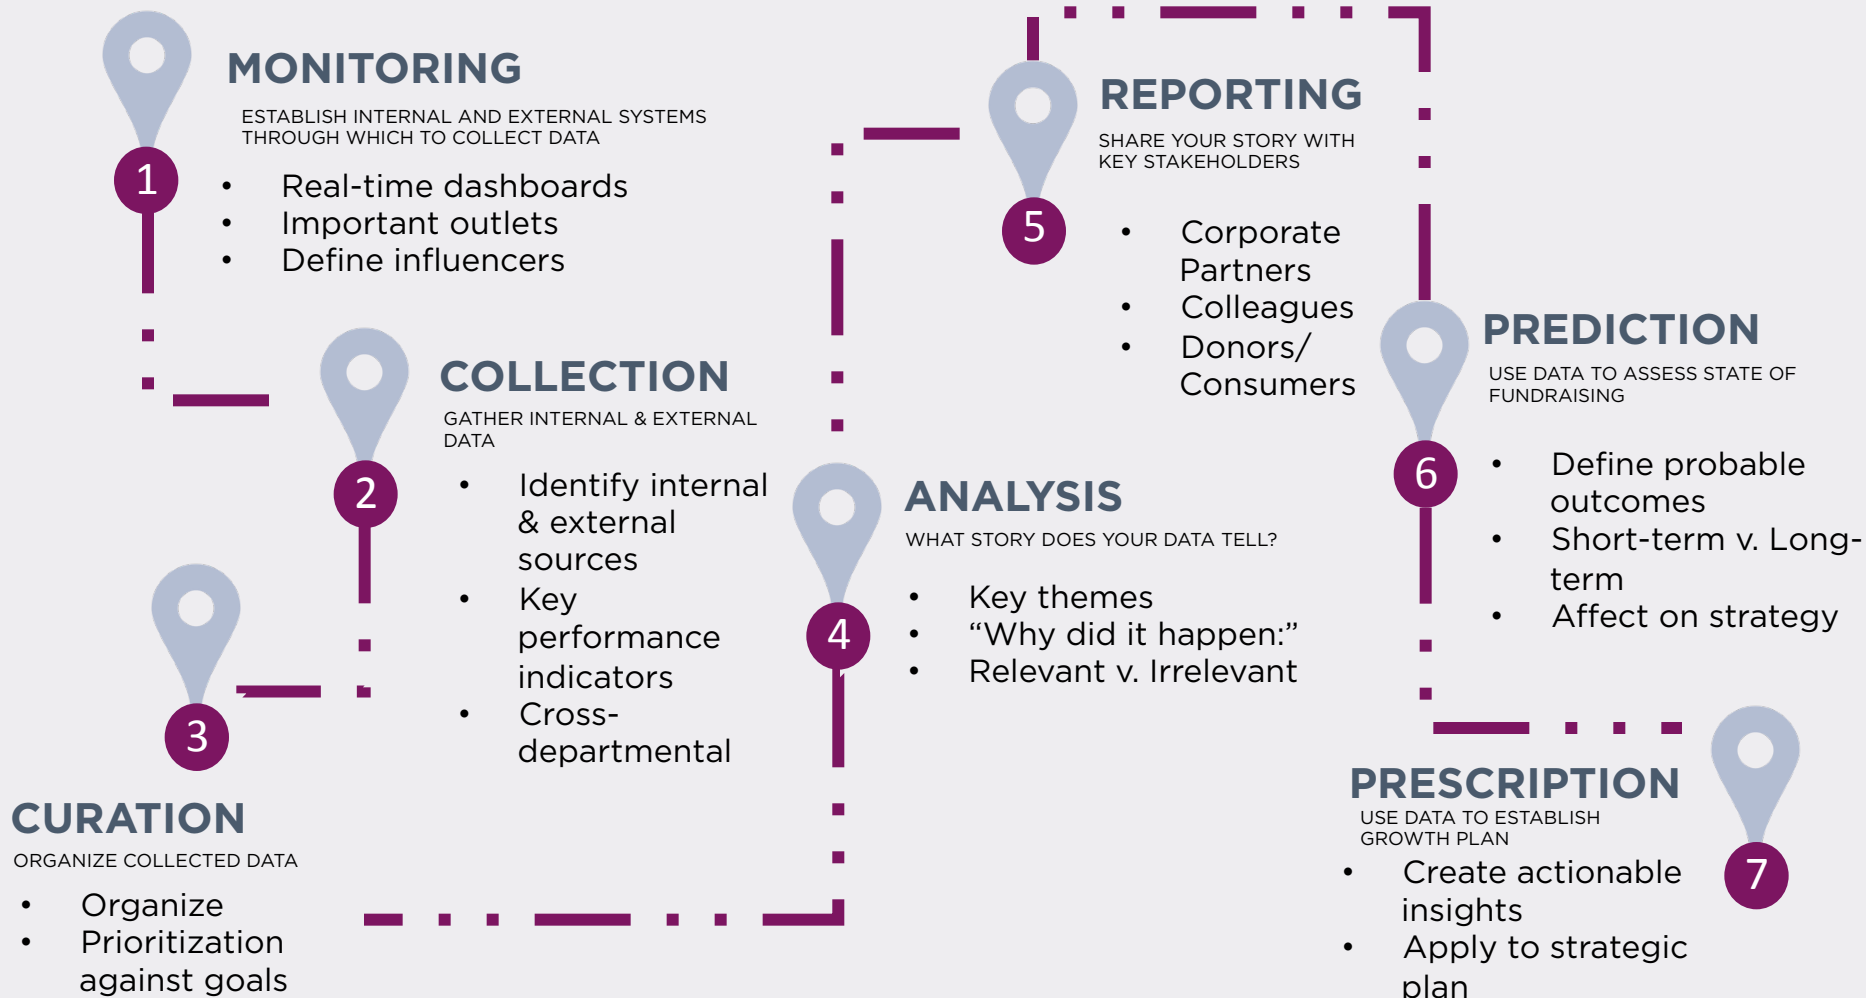 1
MONITORING
ESTABLISH INTERNAL AND EXTERNAL SYSTEMS
THROUGH WHICH TO COLLECT DATA
• Real-time dashboards
• Important outlets
• Define influencers
2
COLLECTION
GATHER INTERNAL & EXTERNAL
DATA
• Identify internal
& external
sources
• Key
performance
indicators
• Cross-
departmental
3
CURATION
ORGANIZE COLLECTED DATA
• Organize
• Prioritization
against goals
4
ANALYSIS
WHAT STORY DOES YOUR DATA TELL?
• Key themes
• “Why did it happen:”
• Relevant v. Irrelevant
5
REPORTING
SHARE YOUR STORY WITH
KEY STAKEHOLDERS
• Corporate
Partners
• Colleagues
• Donors/
Consumers
6
PREDICTION
USE DATA TO ASSESS STATE OF
FUNDRAISING
• Define probable
outcomes
• Short-term v. Long-
term
• Affect on strategy
7
PRESCRIPTION
USE DATA TO ESTABLISH
GROWTH PLAN
• Create actionable
insights
• Apply to strategic
plan